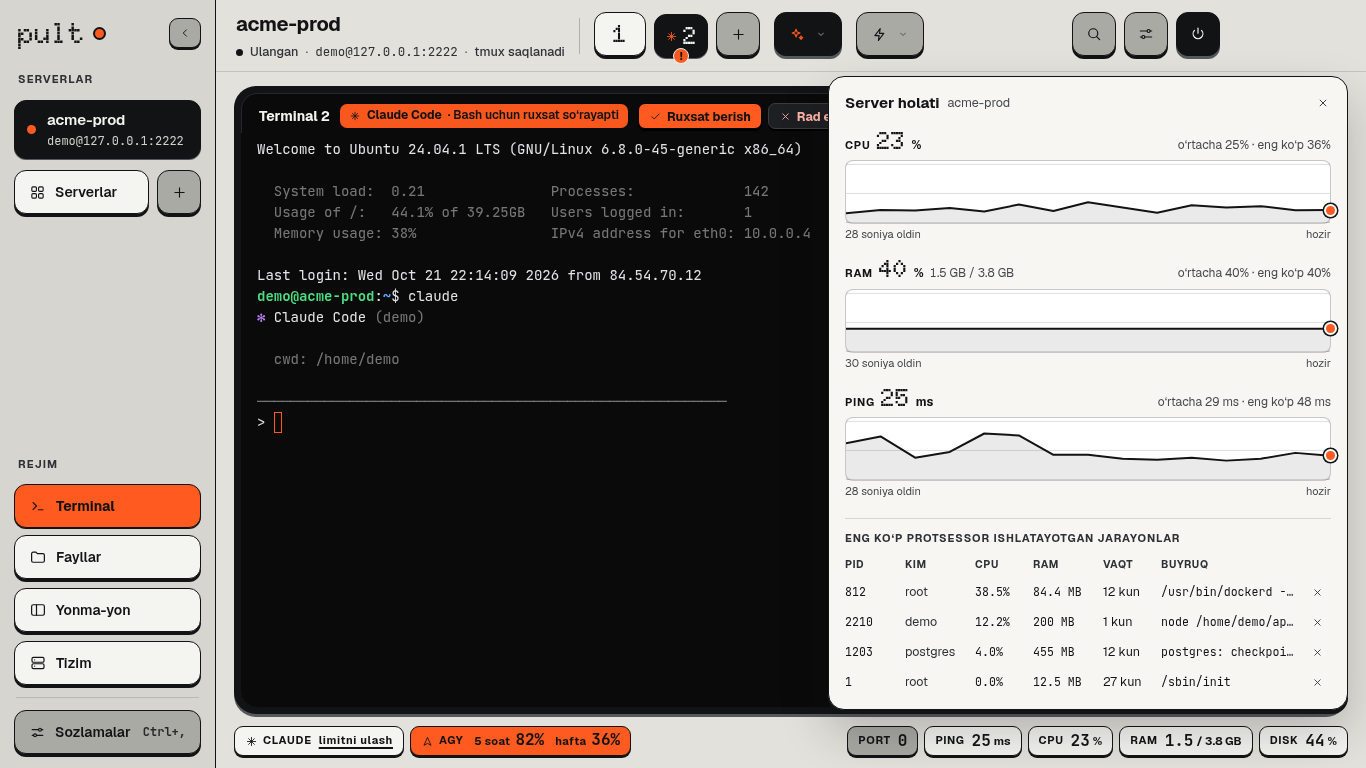 pult
SERVERLAR
acme-prod
demo@127.0.0.1:2222
Serverlar
REJIM
Terminal
Fayllar
Yonma-yon
Tizim
Sozlamalar Ctrl+,
acme-prod
Ulangan · demo@127.0.0.1:2222 · tmux saqlanadi
1
2
!
Terminal 2
Claude Code · Bash uchun ruxsat so‘rayapti
Ruxsat berish
Rad e
Welcome to Ubuntu 24.04.1 LTS (GNU/Linux 6.8.0-45-generic x86_64)
System load: 0.21 Processes: 142
Usage of /: 44.1% of 39.25GB Users logged in: 1
Memory usage: 38% IPv4 address for eth0: 10.0.0.4
Last login: Wed Oct 21 22:14:09 2026 from 84.54.70.12
demo@acme-prod:~$ claude
✻ Claude Code (demo)
cwd: /home/demo
>
Server holati acme-prod
CPU 23 % o‘rtacha 25% · eng ko‘p 36%
28 soniya oldin hozir
RAM 40 % 1.5 GB / 3.8 GB o‘rtacha 40% · eng ko‘p 40%
30 soniya oldin hozir
PING 25 ms o‘rtacha 29 ms · eng ko‘p 48 ms
28 soniya oldin hozir
ENG KO‘P PROTSESSOR ISHLATAYOTGAN JARAYONLAR
PID KIM CPU RAM VAQT BUYRUQ
812 root 38.5% 84.4 MB 12 kun /usr/bin/dockerd -…
2210 demo 12.2% 200 MB 1 kun node /home/demo/ap…
1203 postgres 4.0% 455 MB 12 kun postgres: checkpoi…
1 root 0.0% 12.5 MB 27 kun /sbin/init
CLAUDE limitni ulash
AGY 5 soat 82% hafta 36%
PORT 0
PING 25 ms
CPU 23 %
RAM 1.5 / 3.8 GB
DISK 44 %